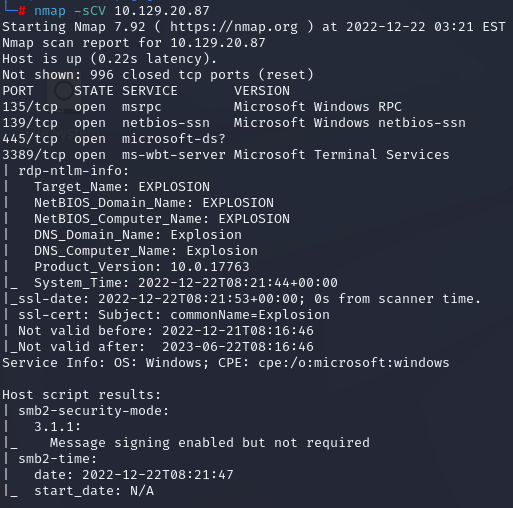 └─# nmap -sCV 10.129.20.87
Starting Nmap 7.92 ( https://nmap.org ) at 2022-12-22 03:21 EST
Nmap scan report for 10.129.20.87
Host is up (0.22s latency).
Not shown: 996 closed tcp ports (reset)
PORT     STATE SERVICE       VERSION
135/tcp  open  msrpc         Microsoft Windows RPC
139/tcp  open  netbios-ssn   Microsoft Windows netbios-ssn
445/tcp  open  microsoft-ds?
3389/tcp open  ms-wbt-server Microsoft Terminal Services
| rdp-ntlm-info:
|   Target_Name: EXPLOSION
|   NetBIOS_Domain_Name: EXPLOSION
|   NetBIOS_Computer_Name: EXPLOSION
|   DNS_Domain_Name: Explosion
|   DNS_Computer_Name: Explosion
|   Product_Version: 10.0.17763
|_  System_Time: 2022-12-22T08:21:44+00:00
|_ssl-date: 2022-12-22T08:21:53+00:00; 0s from scanner time.
| ssl-cert: Subject: commonName=Explosion
| Not valid before: 2022-12-21T08:16:46
|_Not valid after:  2023-06-22T08:16:46
Service Info: OS: Windows; CPE: cpe:/o:microsoft:windows
Host script results:
| smb2-security-mode:
|   3.1.1:
|_    Message signing enabled but not required
| smb2-time:
|   date: 2022-12-22T08:21:47
|_  start_date: N/A